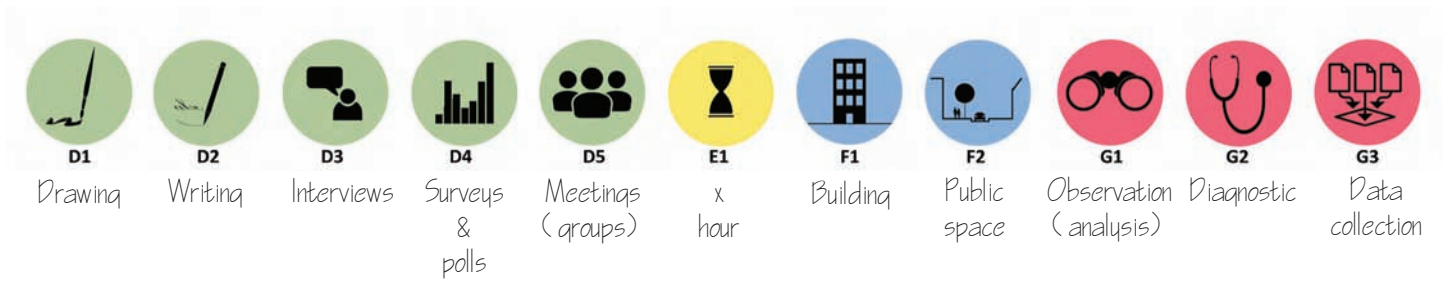 D1 D2 D3 D4 D5 E1 F1 F2 G1 G2 G3
Drawing Writing Interviews Surveys Meetings x Building Public Observation Diagnostic Data
& (groups) hour space (analysis) collection
polls